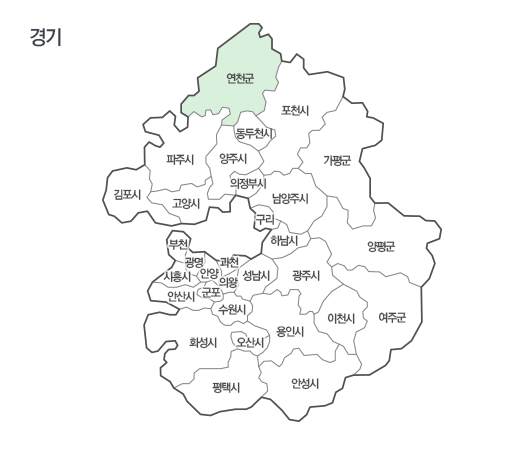 경기
연천군
포천시
동두천시
파주시
양주시
가평군
의정부시
김포시
고양시
남양주시
구리
부천
하남시
양평군
광명
과천
시흥시
안양
성남시
광주시
의왕
안산시
군포
수원시
이천시
여주군
화성시
오산시
용인시
평택시
안성시